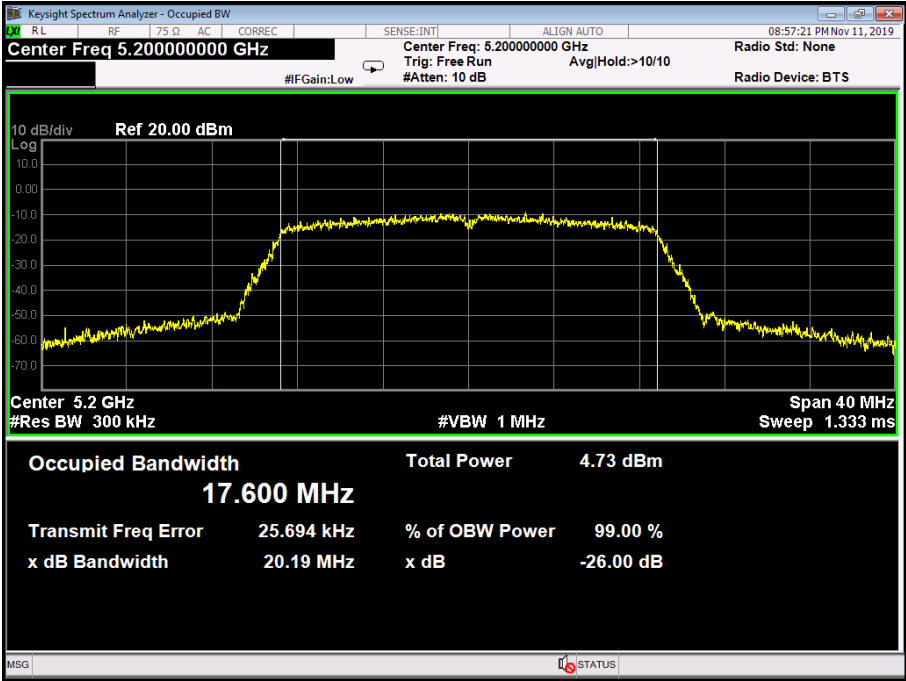 Keysight Spectrum Analyzer - Occupied BW
LXI RL RF 75 Ω AC CORREC SENSE:INT ALIGN AUTO 08:57:21 PM Nov 11, 2019
Center Freq 5.200000000 GHz
Center Freq: 5.200000000 GHz
Radio Std: None
Trig: Free Run Avg|Hold:>10/10
#IFGain:Low #Atten: 10 dB Radio Device: BTS
10 dB/div Ref 20.00 dBm
Log
10.0
0.00
-10.0
-20.0
-30.0
-40.0
-50.0
-60.0
-70.0
Center 5.2 GHz Span 40 MHz
#Res BW 300 kHz #VBW 1 MHz Sweep 1.333 ms
Occupied Bandwidth Total Power 4.73 dBm
17.600 MHz
Transmit Freq Error 25.694 kHz % of OBW Power 99.00 %
x dB Bandwidth 20.19 MHz x dB -26.00 dB
MSG STATUS